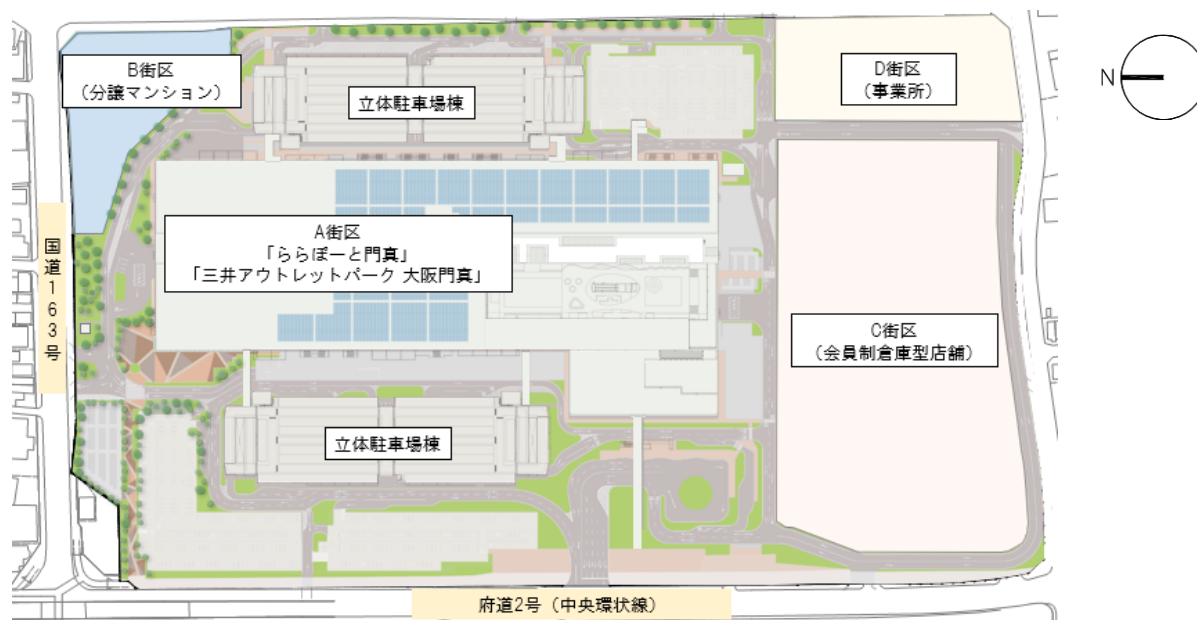 B街区
（分譲マンション）
立体駐車場棟
D街区
（事業所）
N
A街区
「ららぽーと門真」
「三井アウトレットパーク 大阪門真」
国道163号
C街区
（会員制倉庫型店舗）
立体駐車場棟
府道2号（中央環状線）